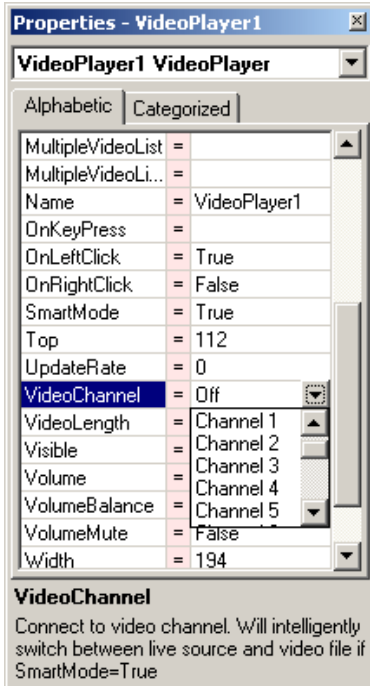 Properties - VideoPlayer1
VideoPlayer1 VideoPlayer
Alphabetic Categorized
MultipleVideoList =
MultipleVideoLi... =
Name = VideoPlayer1
OnKeyPress =
OnLeftClick = True
OnRightClick = False
SmartMode = True
Top = 112
UpdateRate = 0
VideoChannel = Off
VideoLength = Channel 1
Visible = Channel 2
Channel 3
Volume = Channel 4
VolumeBalance = Channel 5
VolumeMute = False
Width = 194
VideoChannel
Connect to video channel. Will intelligently
switch between live source and video file if
SmartMode=True